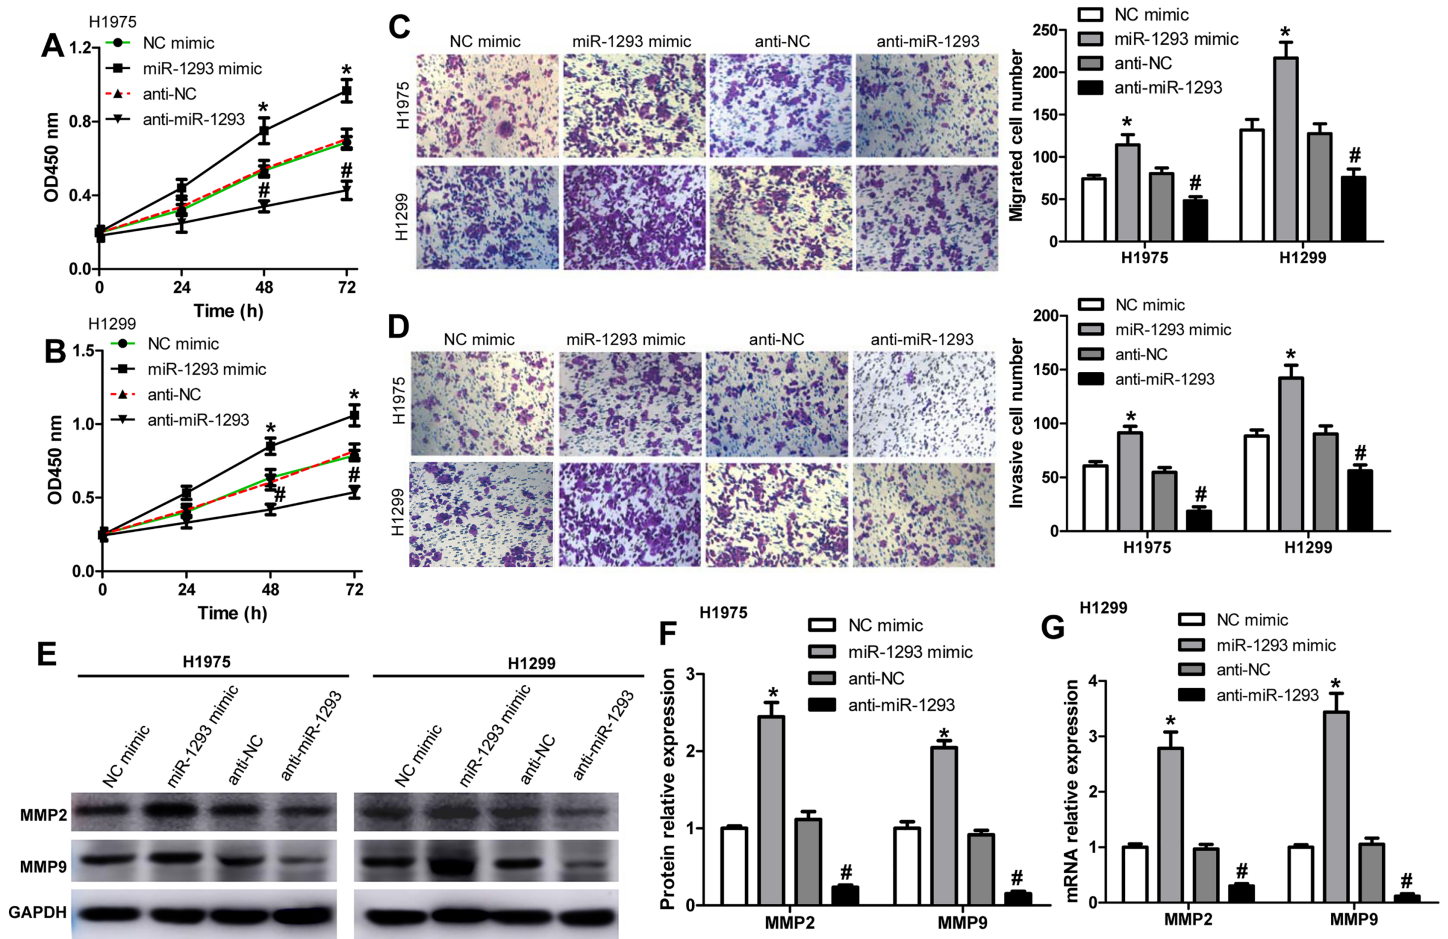 A
H1975
NC mimic
miR-1293 mimic
anti-NC
anti-miR-1293
OD450 nm
1.2
0.8
0.4
0.0
*
*
#
#
0 24 48 72
Time (h)
B
H1299
NC mimic
miR-1293 mimic
anti-NC
anti-miR-1293
OD450 nm
1.5
1.0
0.5
0.0
*
*
#
#
0 24 48 72
Time (h)
C
NC mimic miR-1293 mimic anti-NC anti-miR-1293
H1975
H1299
NC mimic
miR-1293 mimic
anti-NC
anti-miR-1293
Migrated cell number
250
200
150
100
50
0
*
#
*
#
H1975 H1299
D
NC mimic miR-1293 mimic anti-NC anti-miR-1293
H1975
H1299
NC mimic
miR-1293 mimic
anti-NC
anti-miR-1293
Invasive cell number
200
150
100
50
0
*
#
*
#
H1975 H1299
E
H1975 H1299
NC mimic miR-1293 mimic anti-NC anti-miR-1293 NC mimic miR-1293 mimic anti-NC anti-miR-1293
MMP2
MMP9
GAPDH
F
H1975
NC mimic
miR-1293 mimic
anti-NC
anti-miR-1293
Protein relative expression
3
2
1
0
*
#
*
#
MMP2 MMP9
G
H1299
NC mimic
miR-1293 mimic
anti-NC
anti-miR-1293
mRNA relative expression
4
3
2
1
0
*
#
*
#
MMP2 MMP9